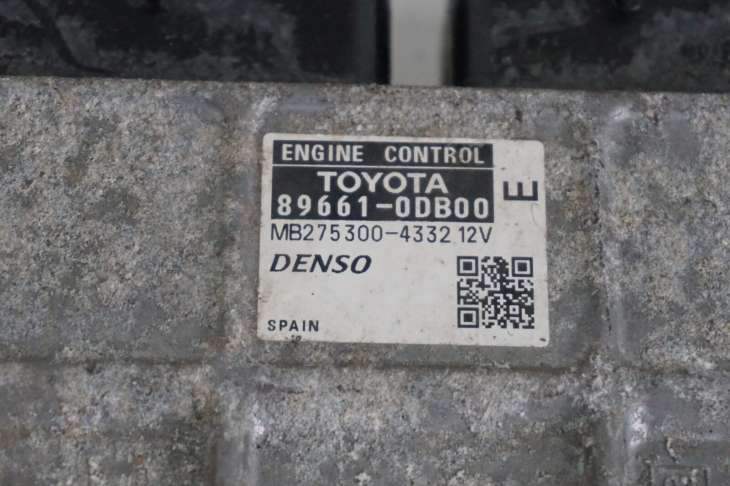 ENGINE CONTROL
TOYOTA
89661-0DB00
E
MB275300-4332 12V
DENSO
SPAIN